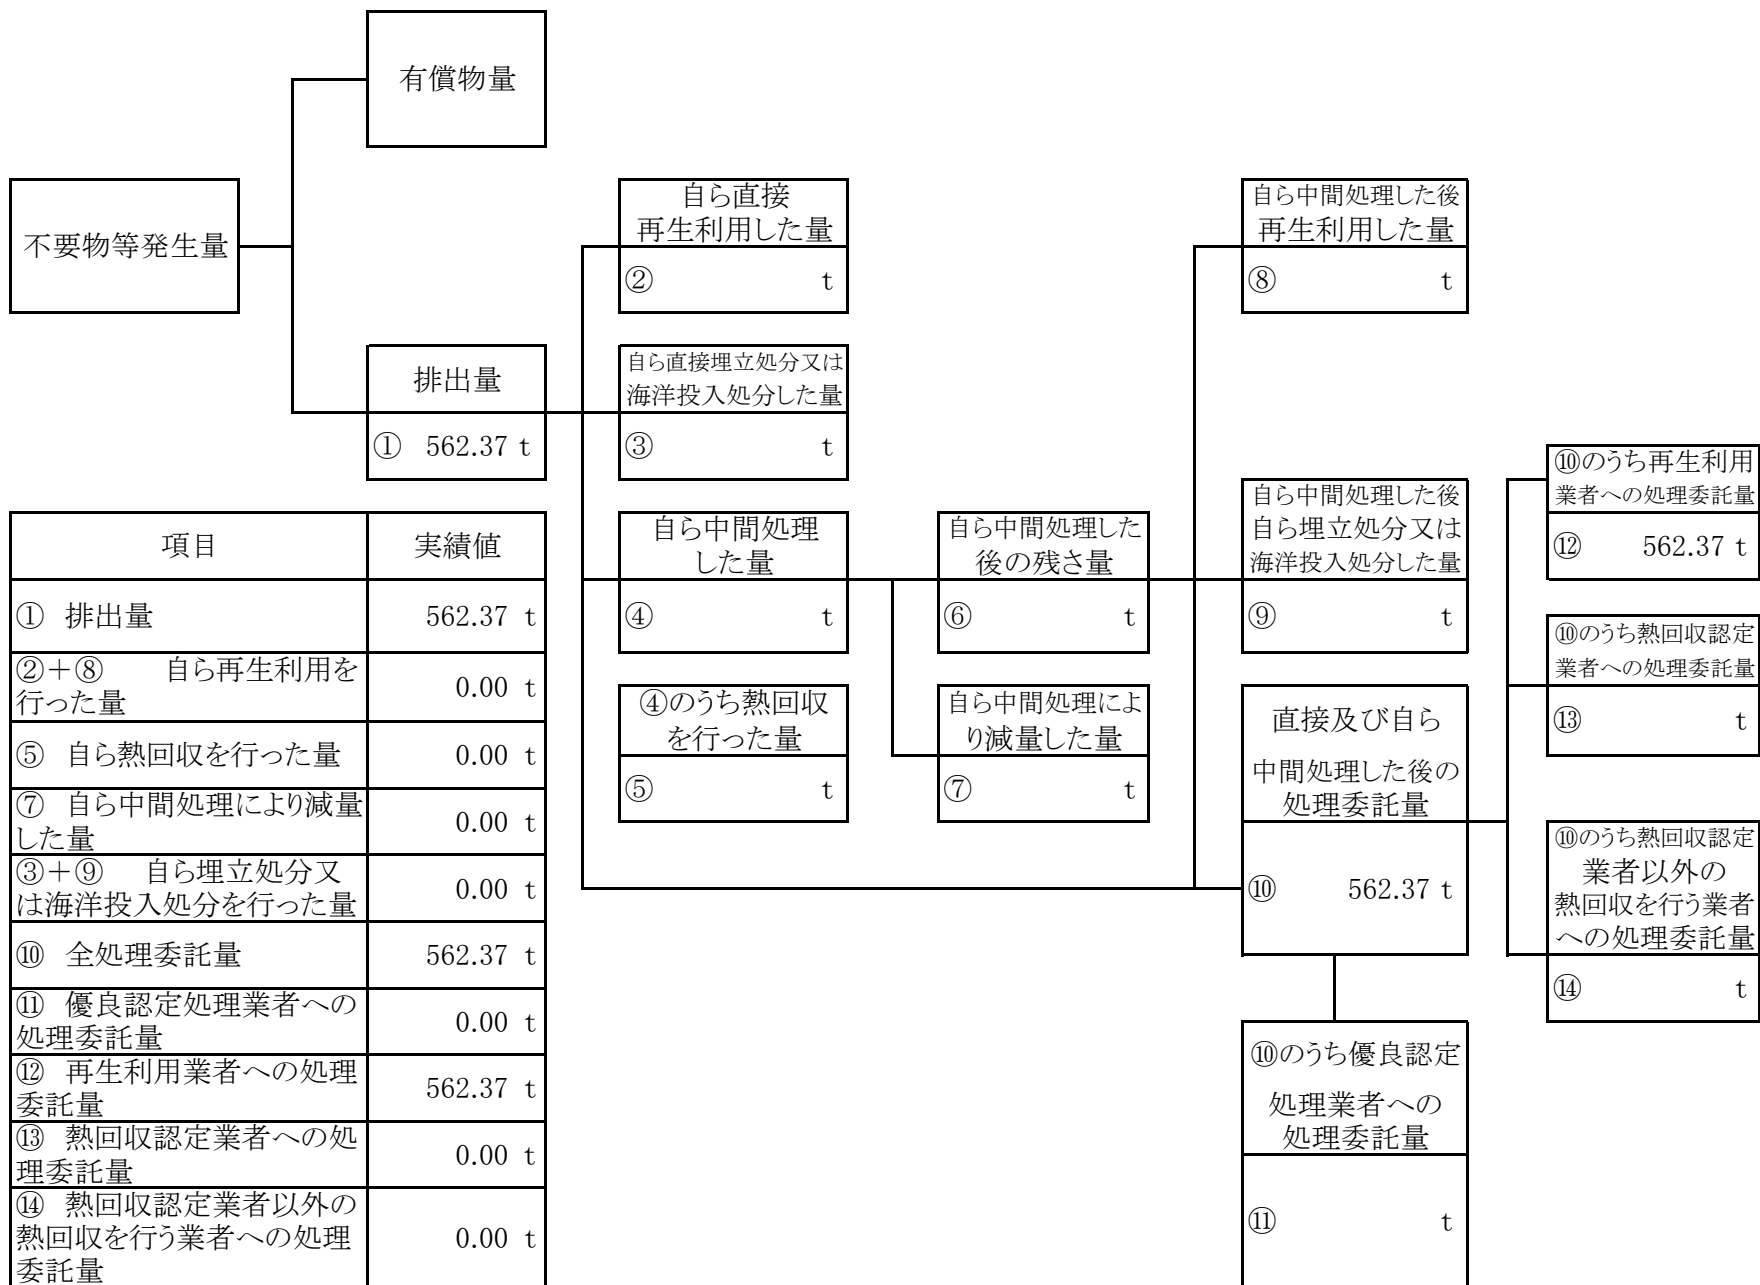 有償物量
不要物等発生量
自ら直接
再生利用した量
② t
自ら中間処理した後
再生利用した量
⑧ t
排出量
① 562.37 t
自ら直接埋立処分又は
海洋投入処分した量
③ t
自ら中間処理
した量
④ t
自ら中間処理した
後の残さ量
⑥ t
自ら中間処理した後
自ら埋立処分又は
海洋投入処分した量
⑨ t
⑩のうち再生利用
業者への処理委託量
⑫ 562.37 t
⑩のうち熱回収認定
業者への処理委託量
⑬ t
④のうち熱回収
を行った量
⑤ t
自ら中間処理によ
り減量した量
⑦ t
直接及び自ら
中間処理した後の
処理委託量
⑩ 562.37 t
⑩のうち熱回収認定
業者以外の
熱回収を行う業者
への処理委託量
⑭ t
⑩のうち優良認定
処理業者への
処理委託量
⑪ t
項目 実績値
① 排出量 562.37 t
②＋⑧ 自ら再生利用を
行った量 0.00 t
⑤ 自ら熱回収を行った量 0.00 t
⑦ 自ら中間処理により減量
した量 0.00 t
③＋⑨ 自ら埋立処分又
は海洋投入処分を行った量 0.00 t
⑩ 全処理委託量 562.37 t
⑪ 優良認定処理業者への
処理委託量 0.00 t
⑫ 再生利用業者への処理
委託量 562.37 t
⑬ 熱回収認定業者への処
理委託量 0.00 t
⑭ 熱回収認定業者以外の
熱回収を行う業者への処理
委託量 0.00 t